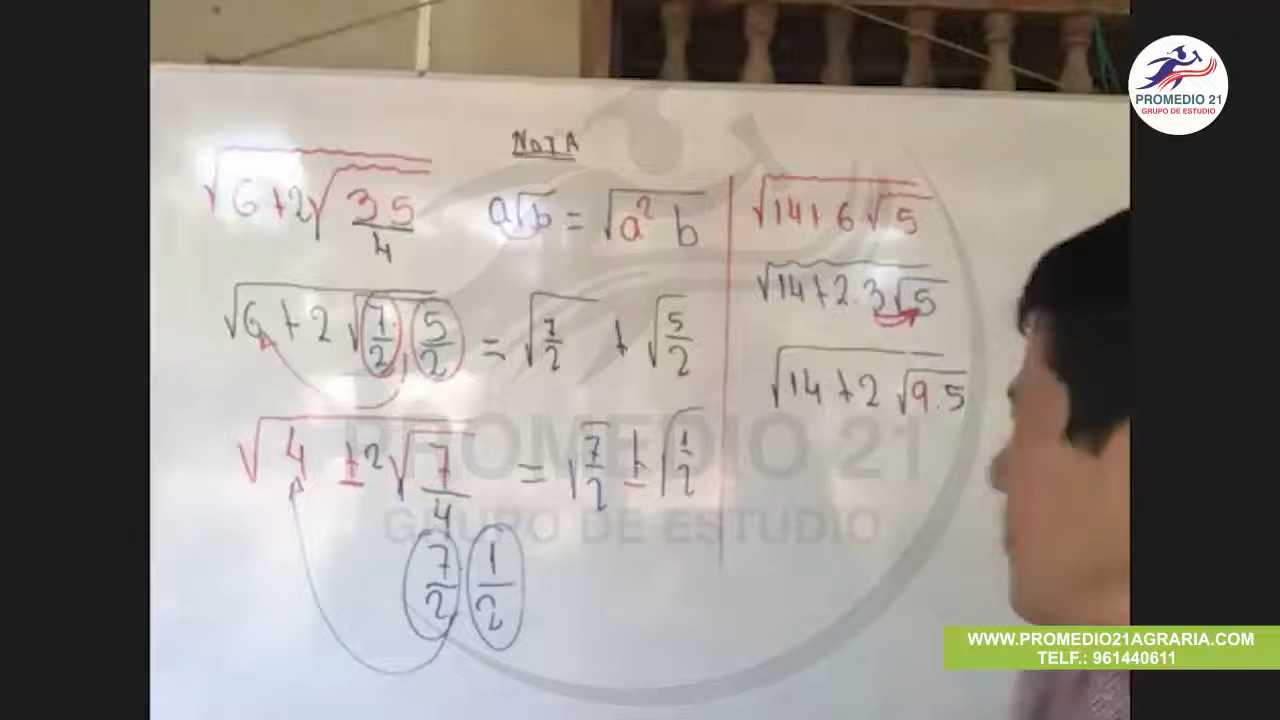 PROMEDIO 21
GRUPO DE ESTUDIO
NOTA
√(6+2√(35/4))
a√b = √(a² b)
√(6+2√(7/2 · 5/2)) = √(7/2) + √(5/2)
√(4+2√(7/4)) = √(7/2) + √(1/2)
7/2 · 1/2
√(14+6√5)
√(14+2·3√5)
√(14+2√(9.5))
PROMEDIO 21
GRUPO DE ESTUDIO
WWW.PROMEDIO21AGRARIA.COM
TELF.: 961440611